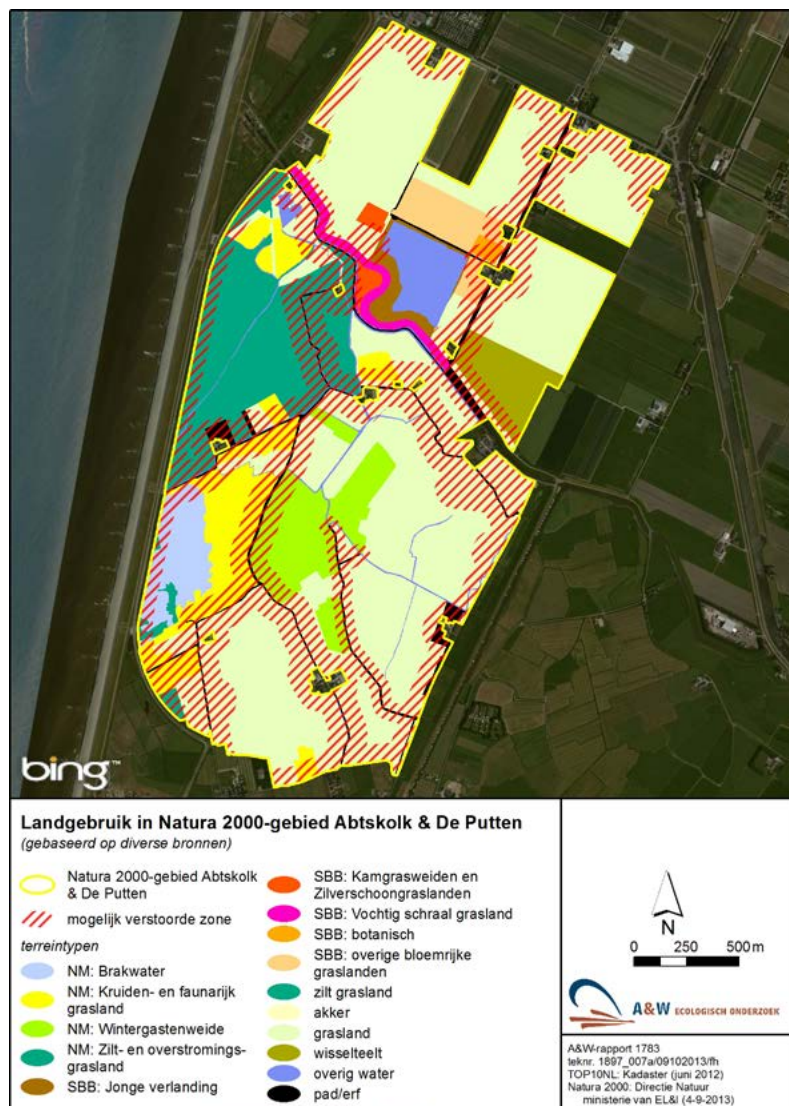 bing™
Landgebruik in Natura 2000-gebied Abtskolk & De Putten
(gebaseerd op diverse bronnen)
Natura 2000-gebied Abtskolk
& De Putten
mogelijk verstoorde zone
terreintypen
NM: Brakwater
NM: Kruiden- en faunarijk
grasland
NM: Wintergastenweide
NM: Zilt- en overstromings-
grasland
SBB: Jonge verlanding
SBB: Kamgrasweiden en
Zilverschoongraslanden
SBB: Vochtig schraal grasland
SBB: botanisch
SBB: overige bloemrijke
graslanden
zilt grasland
akker
grasland
wisselteelt
overig water
pad/erf
N
0 250 500 m
A&W ECOLOGISCH ONDERZOEK
A&W-rapport 1783
teknr. 1897_007a/09102013/fh
TOP10NL: Kadaster (juni 2012)
Natura 2000: Directie Natuur
ministerie van EL&I (4-9-2013)